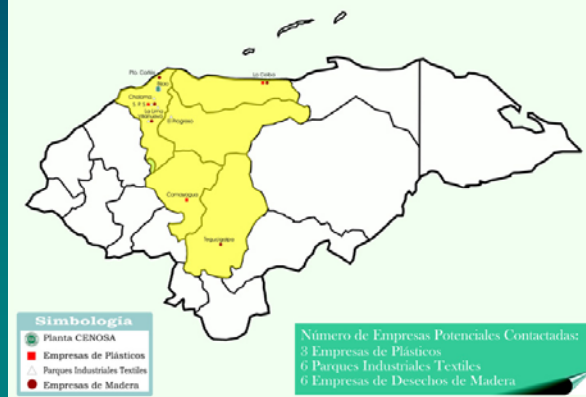 Pto. Cortés
La Ceiba
Choloma
S. P. S
La Lima
Villanueva
El Progreso
Comayagua
Tegucigalpa
Simbología
Planta CENOSA
Empresas de Plásticos
Parques Industriales Textiles
Empresas de Madera
Número de Empresas Potenciales Contactadas:
3 Empresas de Plásticos
6 Parques Industriales Textiles
6 Empresas de Desechos de Madera